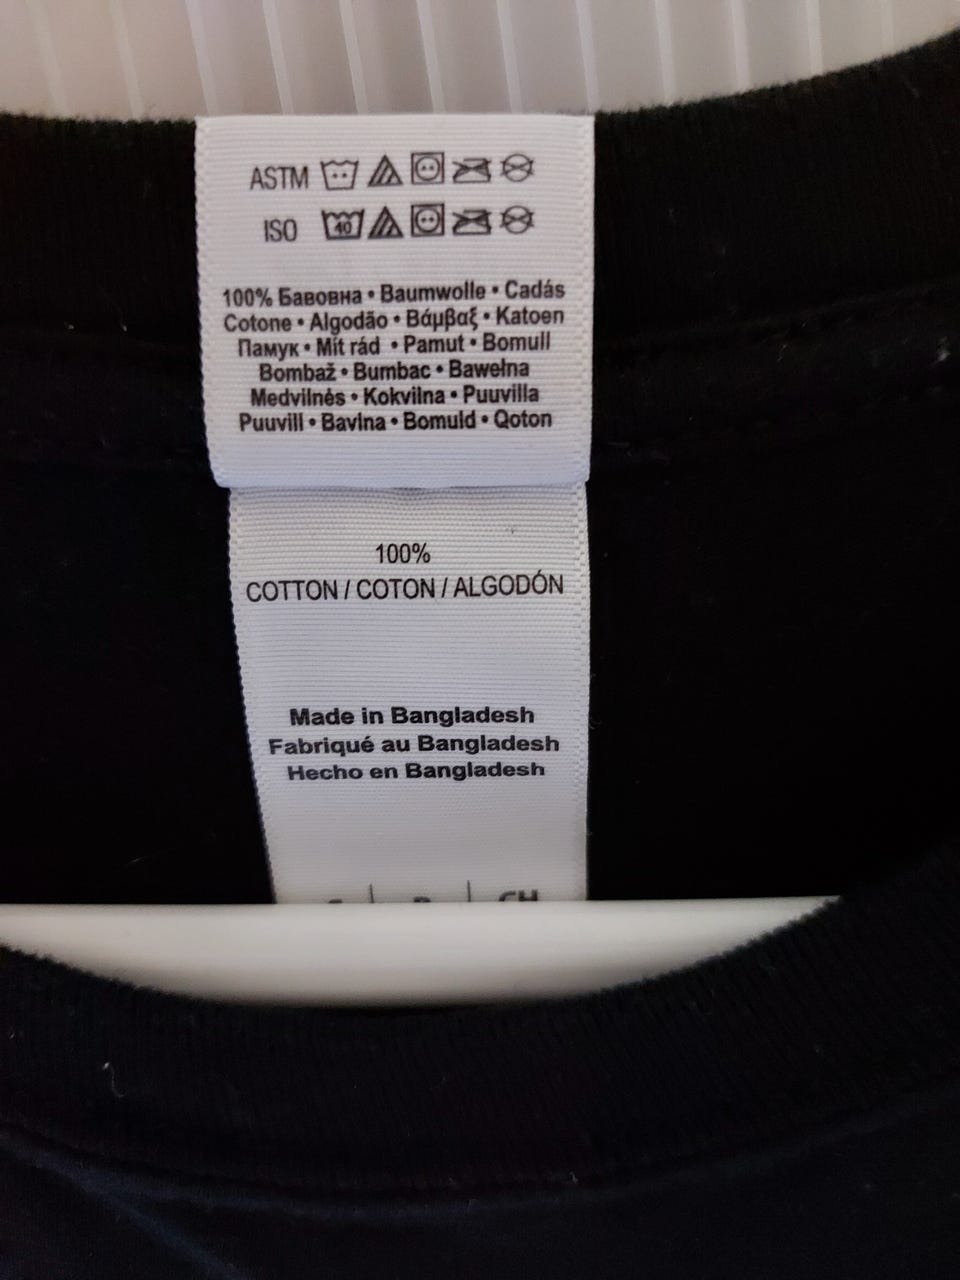 ASTM
ISO 40
100% Бавовна • Baumwolle • Cadás
Cotone • Algodão • Βάμβαξ • Katoen
Памук • Mit rád • Pamut • Bomull
Bombaž • Bumbac • Bawełna
Medvilnės • Kokvilna • Puuvilla
Puuvill • Bavlna • Bomuld • Qoton
100%
COTTON / COTON / ALGODÓN
Made in Bangladesh
Fabriqué au Bangladesh
Hecho en Bangladesh